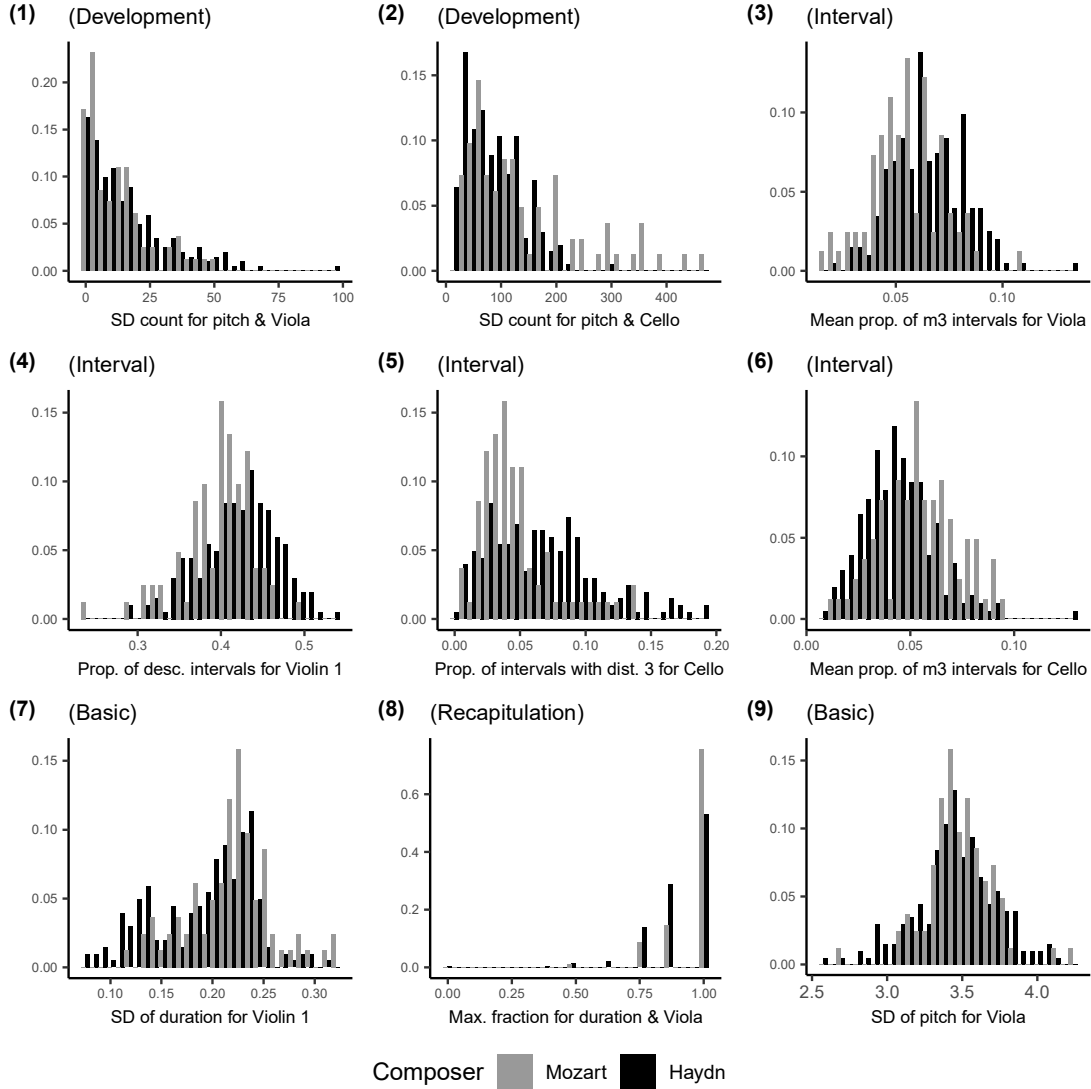 (1) (Development)
0.20
0.15
0.10
0.05
0.00
0 25 50 75 100
SD count for pitch & Viola
(2) (Development)
0.15
0.10
0.05
0.00
0 100 200 300 400
SD count for pitch & Cello
(3) (Interval)
0.10
0.05
0.00
0.05 0.10
Mean prop. of m3 intervals for Viola
(4) (Interval)
0.15
0.10
0.05
0.00
0.3 0.4 0.5
Prop. of desc. intervals for Violin 1
(5) (Interval)
0.15
0.10
0.05
0.00
0.00 0.05 0.10 0.15 0.20
Prop. of intervals with dist. 3 for Cello
(6) (Interval)
0.10
0.05
0.00
0.00 0.05 0.10
Mean prop. of m3 intervals for Cello
(7) (Basic)
0.15
0.10
0.05
0.00
0.10 0.15 0.20 0.25 0.30
SD of duration for Violin 1
(8) (Recapitulation)
0.6
0.4
0.2
0.0
0.00 0.25 0.50 0.75 1.00
Max. fraction for duration & Viola
(9) (Basic)
0.15
0.10
0.05
0.00
2.5 3.0 3.5 4.0
SD of pitch for Viola
Composer Mozart Haydn